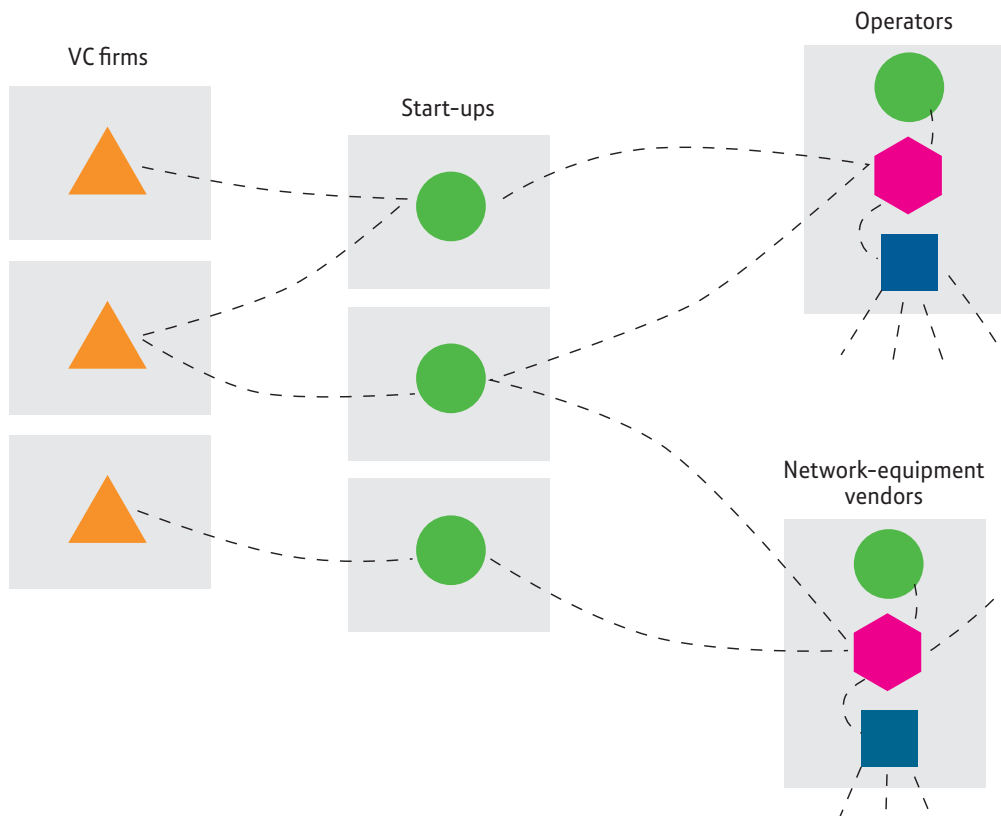 VC firms
Start-ups
Operators
Network-equipment
vendors